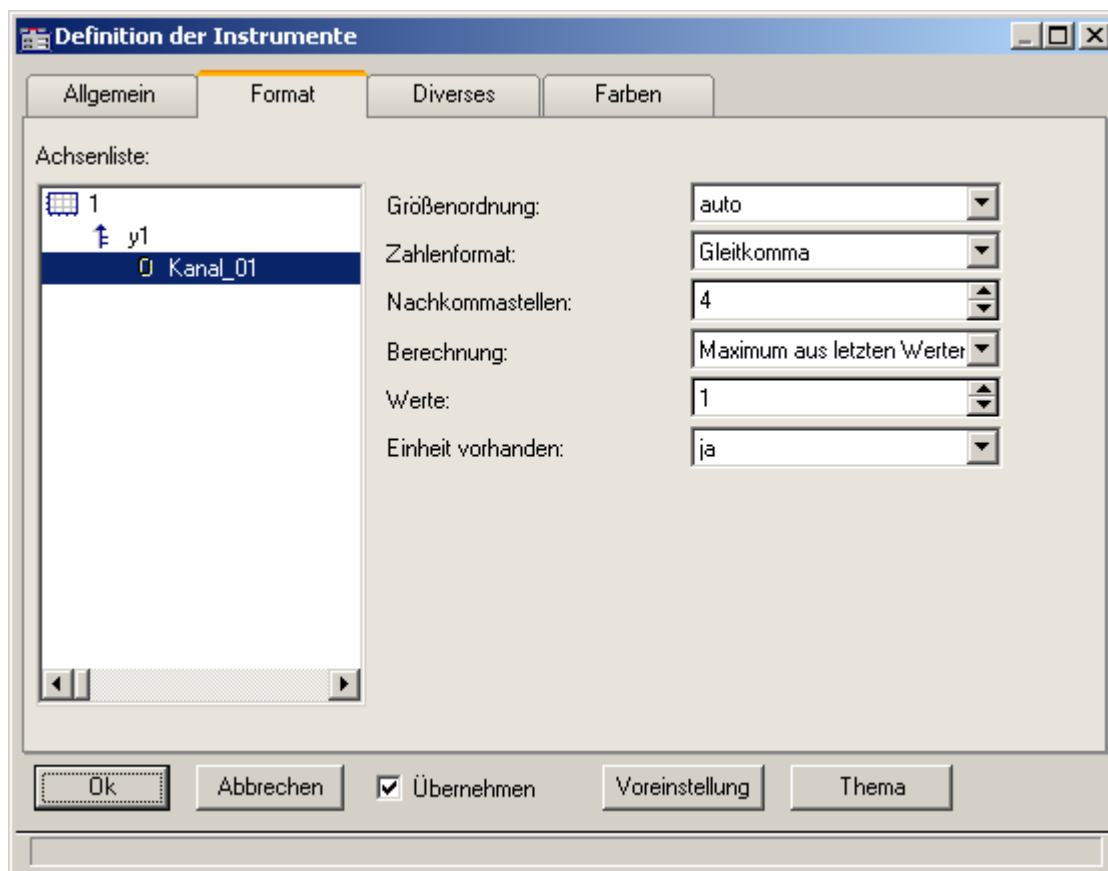 Definition der Instrumente
Allgemein
Format
Diverses
Farben
Achsenliste:
1
y1
Kanal_01
Größenordnung:
auto
Zahlenformat:
Gleitkomma
Nachkommastellen:
4
Berechnung:
Maximum aus letzten Werter
Werte:
1
Einheit vorhanden:
ja
Ok
Abbrechen
Übernehmen
Voreinstellung
Thema